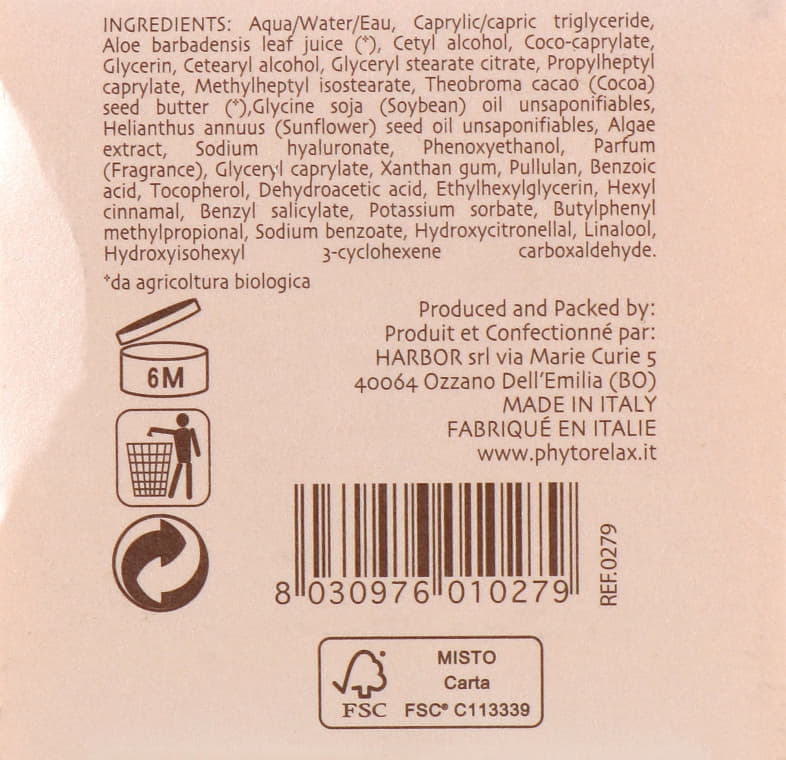 INGREDIENTS: Aqua/Water/Eau, Caprylic/capric triglyceride,
Aloe barbadensis leaf juice (*), Cetyl alcohol, Coco-caprylate,
Glycerin, Cetearyl alcohol, Glyceryl stearate citrate, Propylheptyl
caprylate, Methylheptyl isostearate, Theobroma cacao (Cocoa)
seed butter (*),Glycine soja (Soybean) oil unsaponifiables,
Helianthus annuus (Sunflower) seed oil unsaponifiables, Algae
extract, Sodium hyaluronate, Phenoxyethanol, Parfum
(Fragrance), Glyceryl caprylate, Xanthan gum, Pullulan, Benzoic
acid, Tocopherol, Dehydroacetic acid, Ethylhexylglycerin, Hexyl
cinnamal, Benzyl salicylate, Potassium sorbate, Butylphenyl
methylpropional, Sodium benzoate, Hydroxycitronellal, Linalool,
Hydroxyisohexyl 3-cyclohexene carboxaldehyde.
*da agricoltura biologica
6M
Produced and Packed by:
Produit et Confectionné par:
HARBOR srl via Marie Curie 5
40064 Ozzano Dell'Emilia (BO)
MADE IN ITALY
FABRIQUÉ EN ITALIE
www.phytorelax.it
8 030976 010279
REF.0279
FSC
MISTO
Carta
FSC® C113339